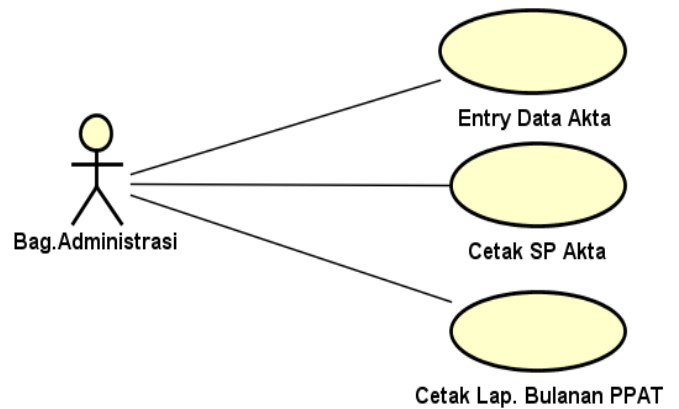 Entry Data Akta
Bag.Administrasi
Cetak SP Akta
Cetak Lap. Bulanan PPAT